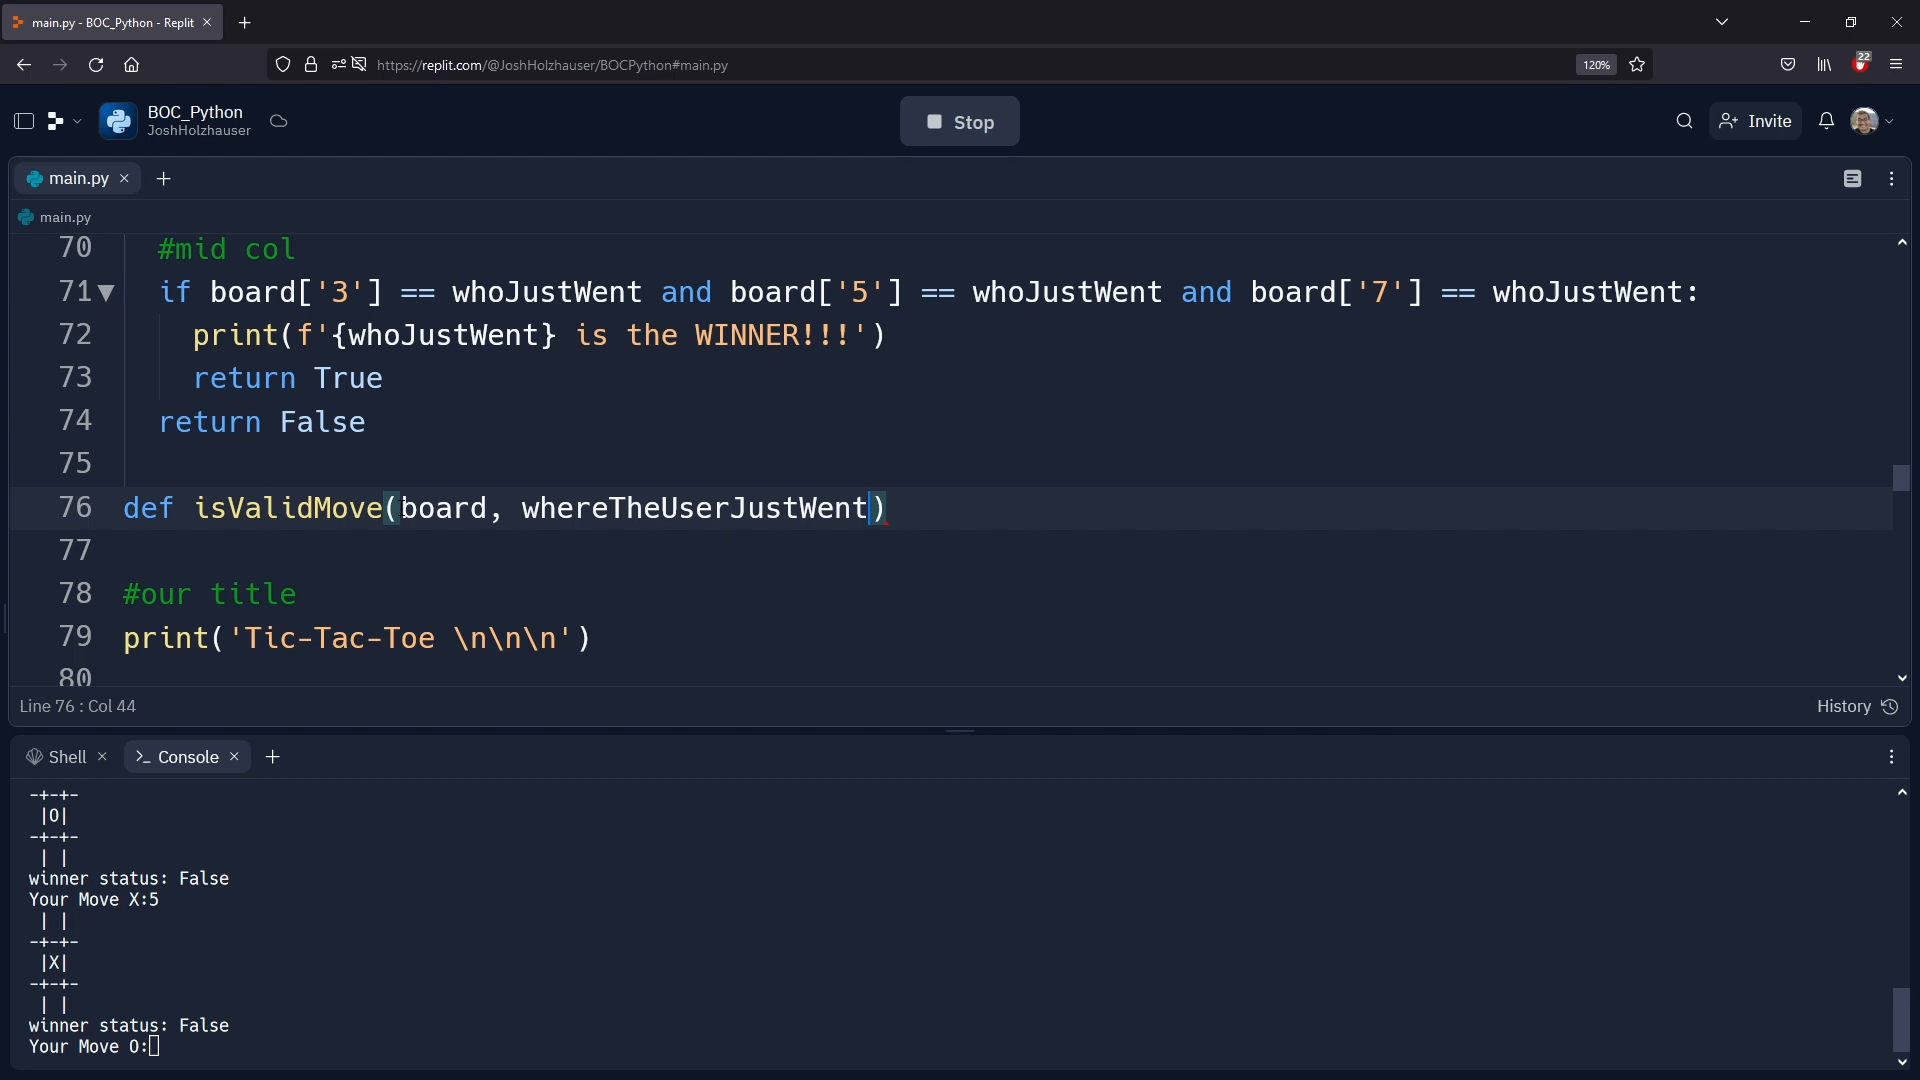 main.py - BOC_Python - Replit
https://replit.com/@JoshHolzhauser/BOCPython#main.py
120%
22
BOC_Python
JoshHolzhauser
Stop
Invite
main.py
main.py
70 #mid col
71 if board['3'] == whoJustWent and board['5'] == whoJustWent and board['7'] == whoJustWent:
72 print(f'{whoJustWent} is the WINNER!!!')
73 return True
74 return False
75
76 def isValidMove(board, whereTheUserJustWent)
77
78 #our title
79 print('Tic-Tac-Toe \n\n\n')
80
Line 76 : Col 44
History
Shell
Console
-+-+-
 |O|
-+-+-
 | |
winner status: False
Your Move X:5
 | |
-+-+-
 |X|
-+-+-
 | |
winner status: False
Your Move O: